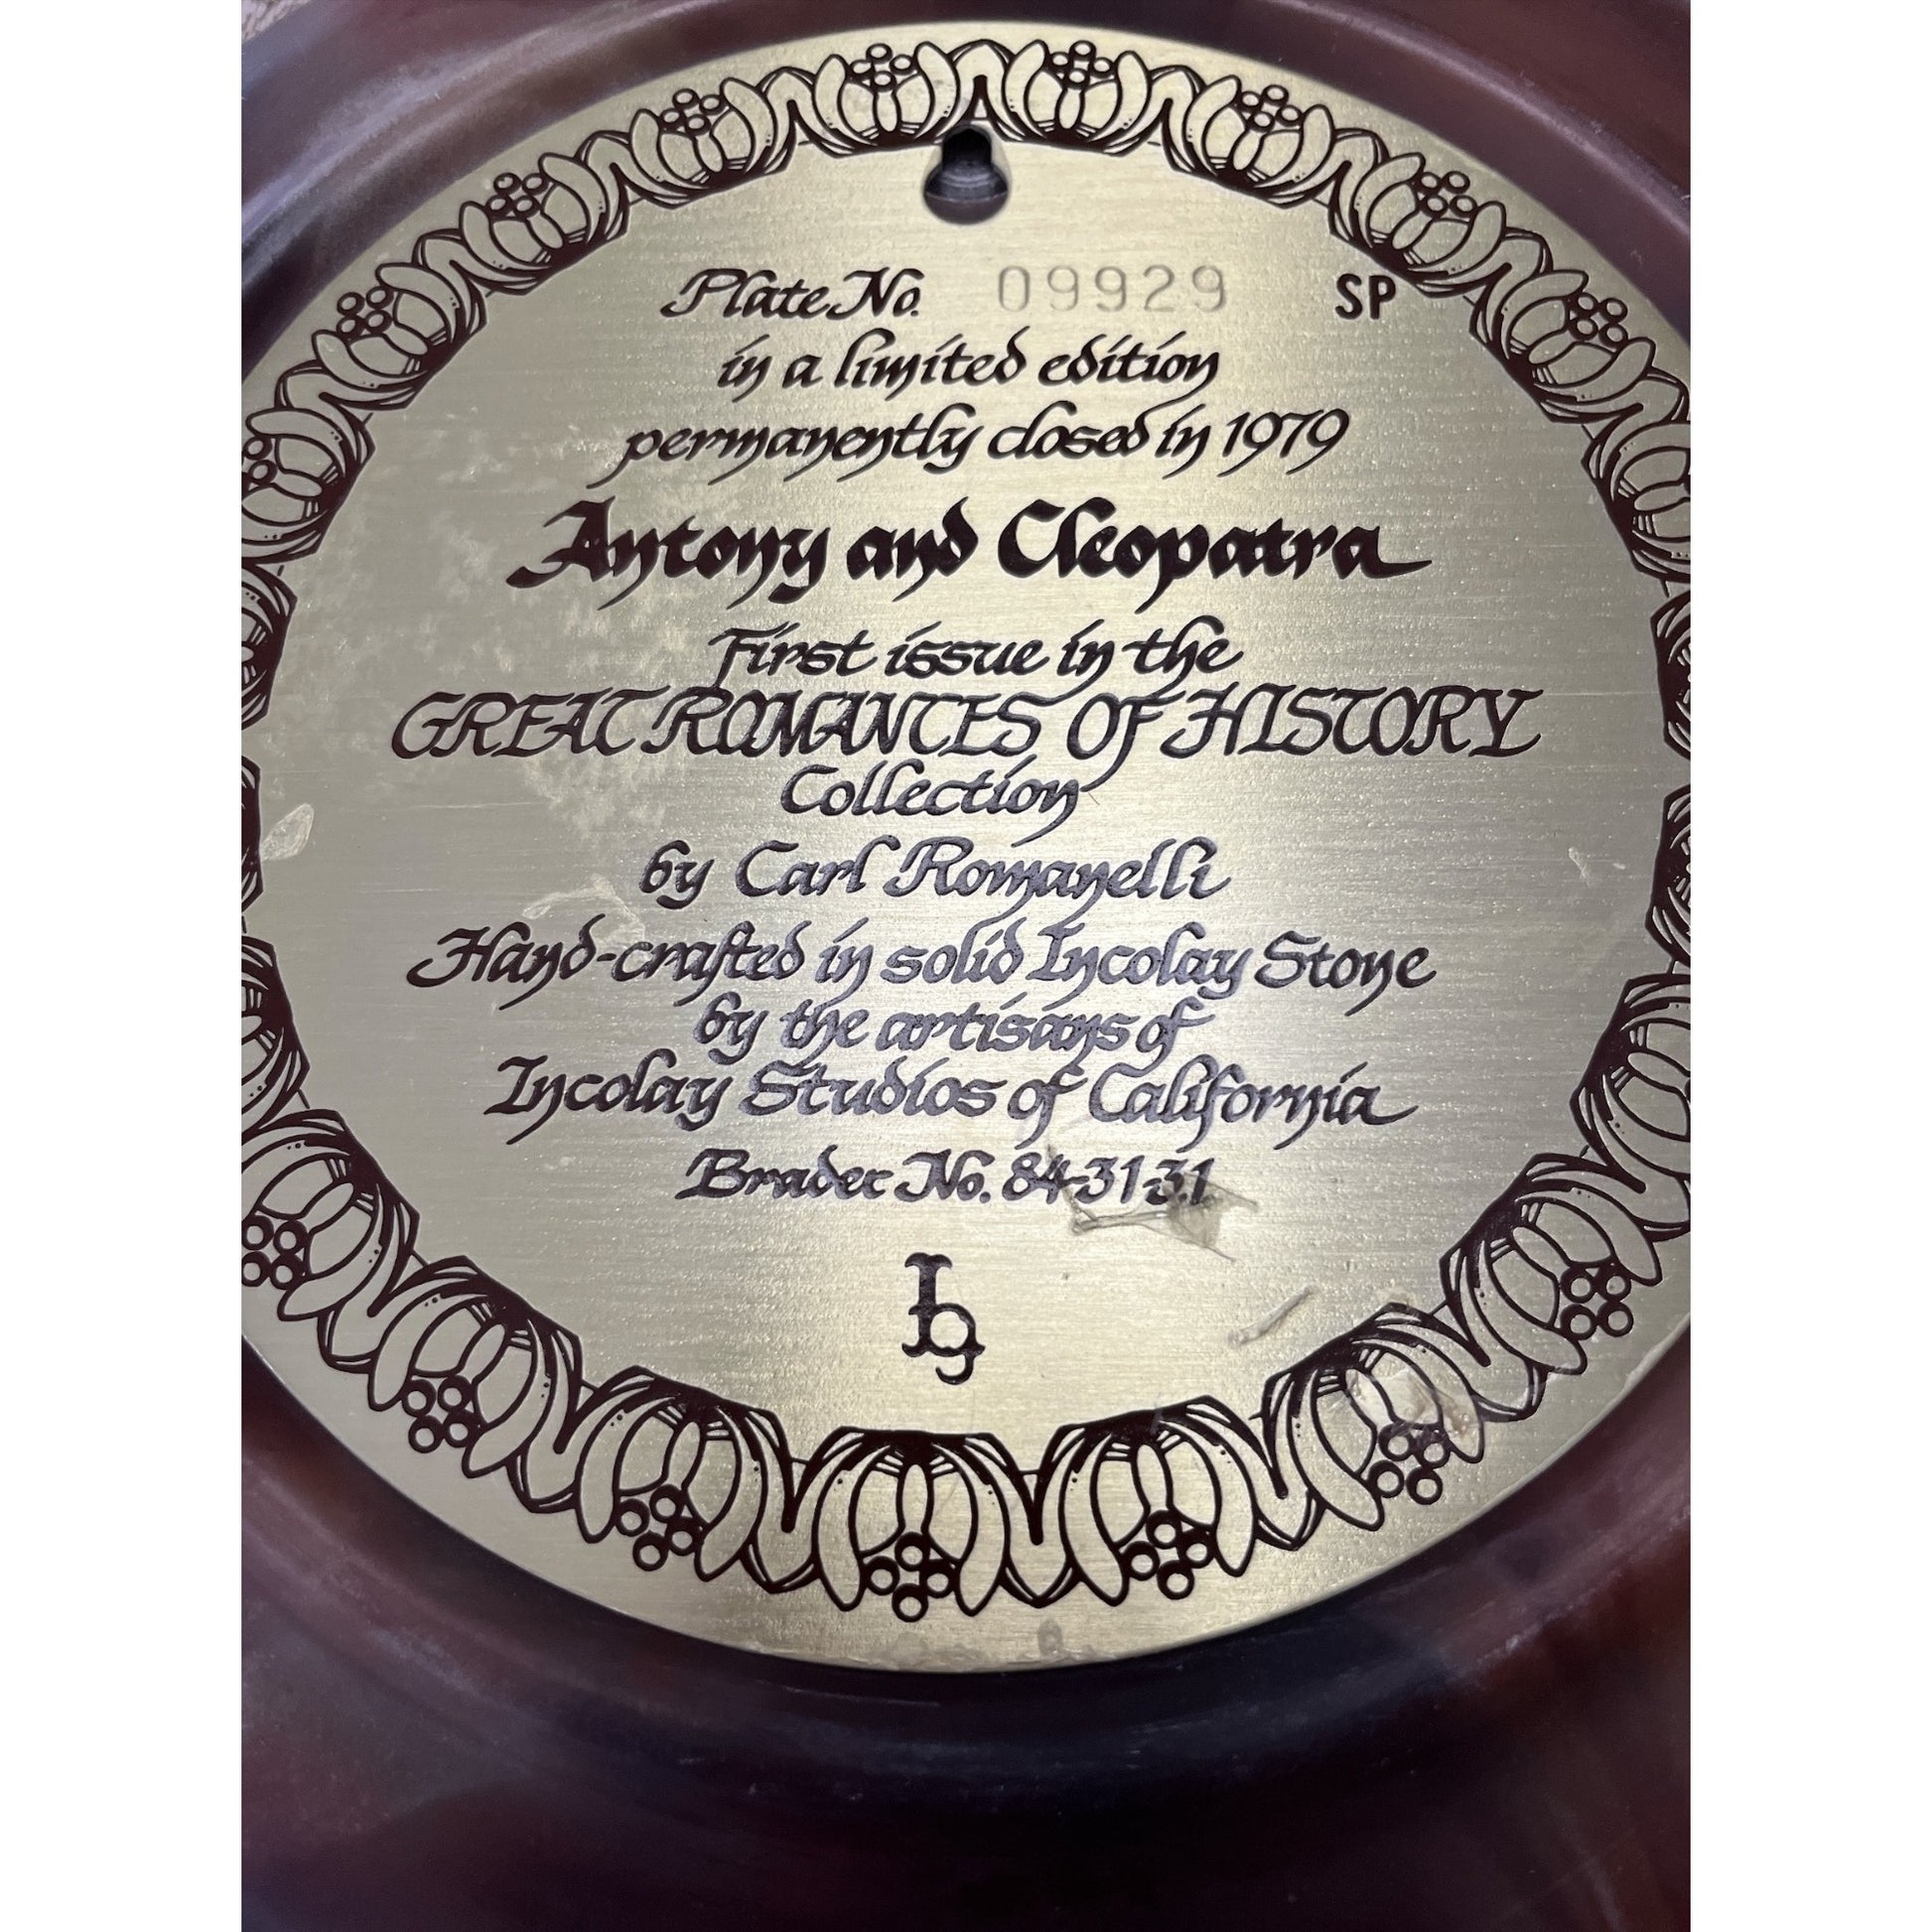 Plate No. 09929 SP
in a limited edition
permanently closed in 1979
Antony and Cleopatra
First issue in the
GREAT ROMANCES OF HISTORY
Collection
by Carl Romanelli
Hand-crafted in solid Incolay Stone
by the artisans of
Incolay Studios of California
Bradex No. 84-31-3.1